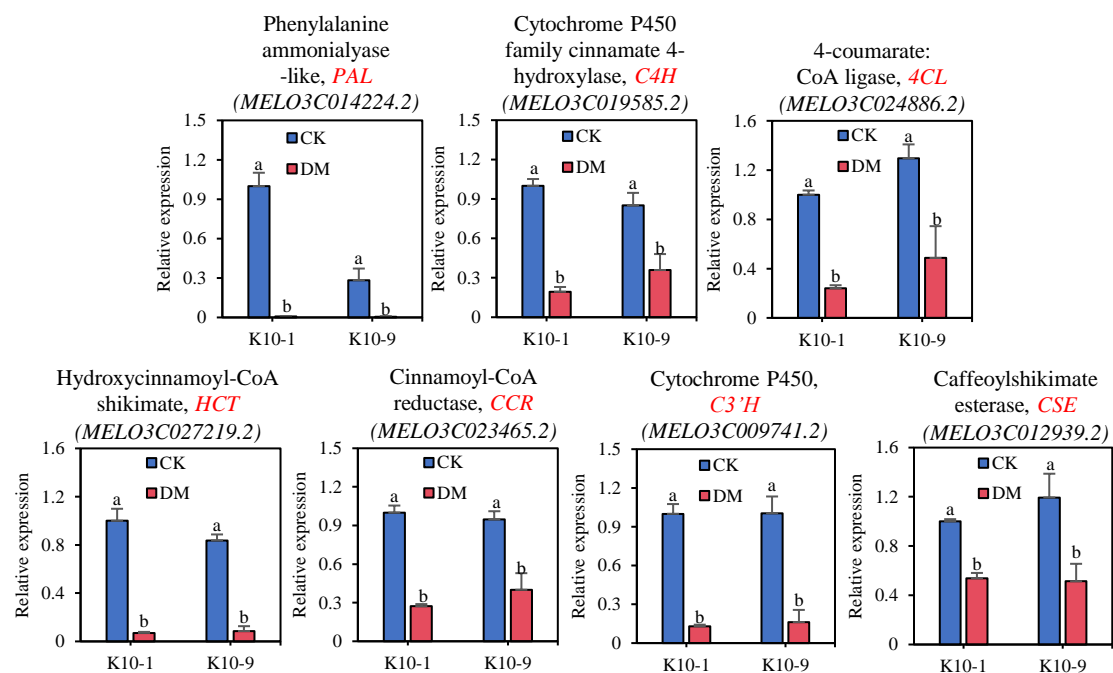 Phenylalanine
ammonialyase
-like, PAL
(MELO3C014224.2)
1.5
1.2
0.9
0.6
0.3
0
Relative expression
CK
DM
a
b
a
b
K10-1
K10-9
Cytochrome P450
family cinnamate 4-
hydroxylase, C4H
(MELO3C019585.2)
1.5
1.2
0.9
0.6
0.3
0
Relative expression
CK
DM
a
b
a
b
K10-1
K10-9
4-coumarate:
CoA ligase, 4CL
(MELO3C024886.2)
1.6
1.2
0.8
0.4
0
Relative expression
CK
DM
a
b
a
b
K10-1
K10-9
Hydroxycinnamoyl-CoA
shikimate, HCT
(MELO3C027219.2)
1.6
1.2
0.8
0.4
0
Relative expression
CK
DM
a
b
a
b
K10-1
K10-9
Cinnamoyl-CoA
reductase, CCR
(MELO3C023465.2)
1.5
1.2
0.9
0.6
0.3
0
Relative expression
CK
DM
a
b
a
b
K10-1
K10-9
Cytochrome P450,
C3’H
(MELO3C009741.2)
1.5
1.2
0.9
0.6
0.3
0
Relative expression
CK
DM
a
b
a
b
K10-1
K10-9
Caffeoylshikimate
esterase, CSE
(MELO3C012939.2)
1.6
1.2
0.8
0.4
0
Relative expression
CK
DM
a
b
a
b
K10-1
K10-9